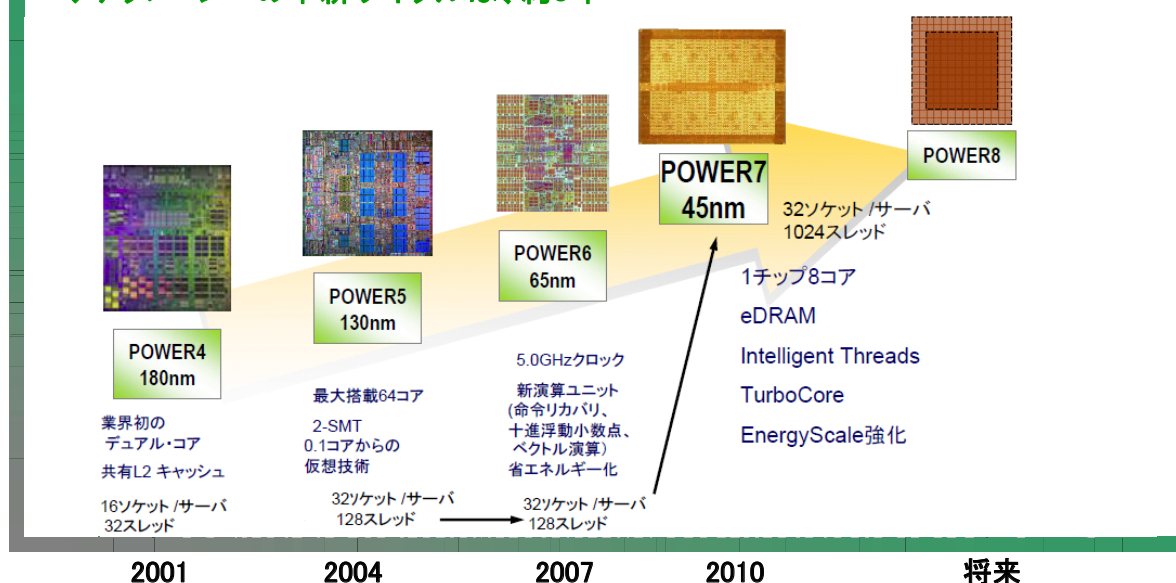 POWER4
180nm
業界初の
デュアル・コア
共有L2 キャッシュ
16ソケット /サーバ
32スレッド
POWER5
130nm
最大搭載64コア
2-SMT
0.1コアからの
仮想技術
32ソケット /サーバ
128スレッド
POWER6
65nm
5.0GHzクロック
新演算ユニット
(命令リカバリ、
十進浮動小数点、
ベクトル演算)
省エネルギー化
32ソケット /サーバ
128スレッド
POWER7
45nm
32ソケット /サーバ
1024スレッド
1チップ8コア
eDRAM
Intelligent Threads
TurboCore
EnergyScale強化
POWER8
2001
2004
2007
2010
将来